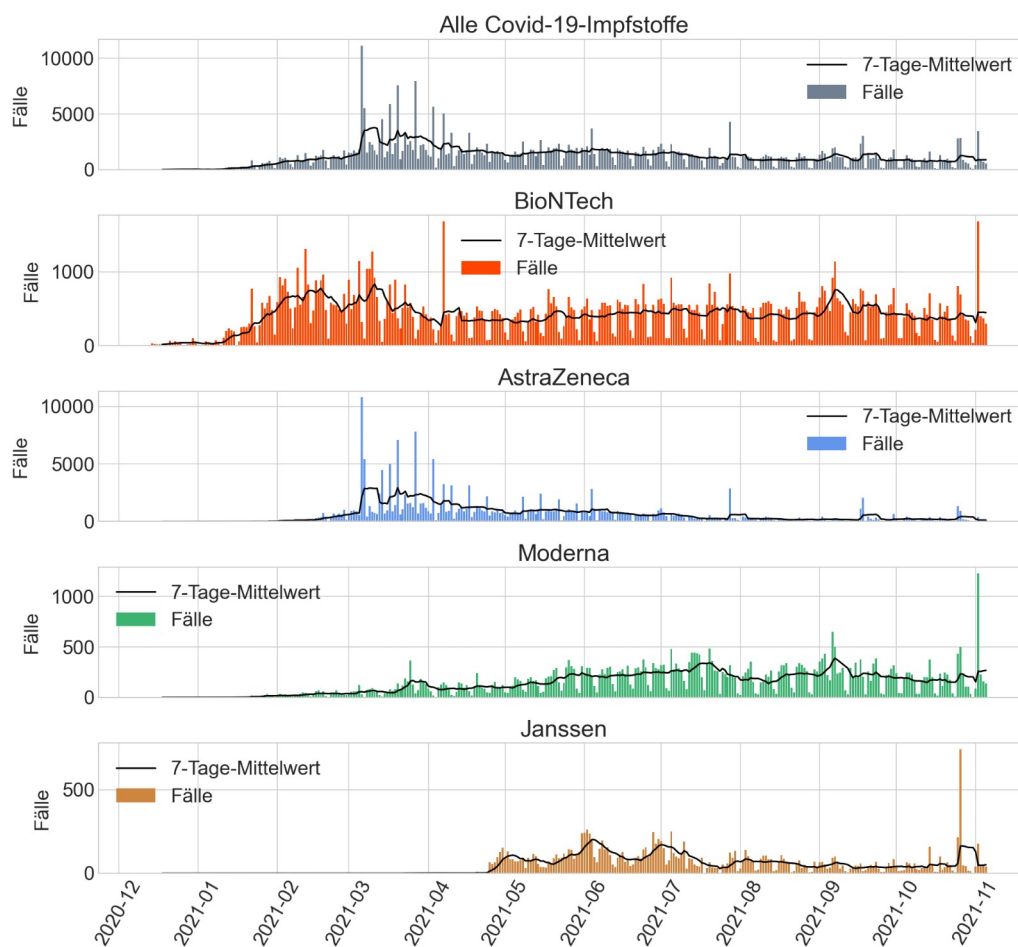 Alle Covid-19-Impfstoffe
Fälle
10000
5000
0
7-Tage-Mittelwert
Fälle
BioNTech
Fälle
1000
0
7-Tage-Mittelwert
Fälle
AstraZeneca
Fälle
10000
5000
0
7-Tage-Mittelwert
Fälle
Moderna
Fälle
1000
500
0
7-Tage-Mittelwert
Fälle
Janssen
Fälle
500
0
7-Tage-Mittelwert
Fälle
2020-12
2021-01
2021-02
2021-03
2021-04
2021-05
2021-06
2021-07
2021-08
2021-09
2021-10
2021-11